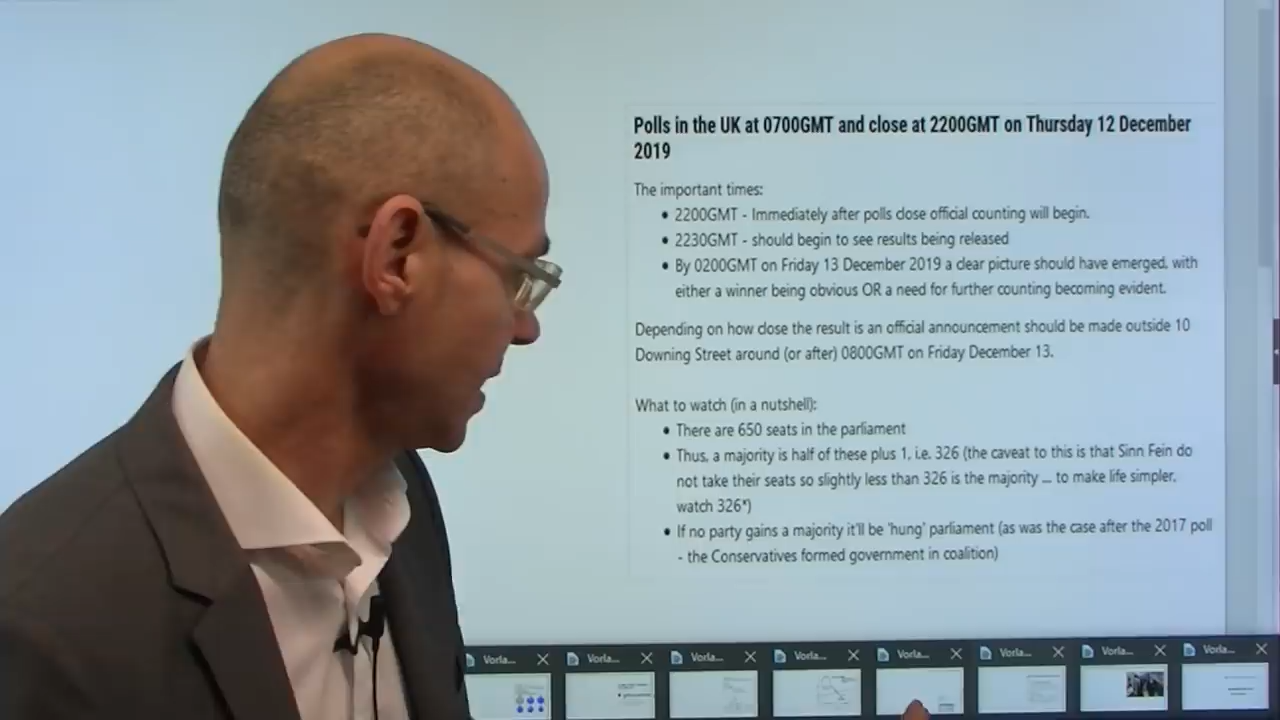 Polls in the UK at 0700GMT and close at 2200GMT on Thursday 12 December
2019
The important times:
• 2200GMT - Immediately after polls close official counting will begin.
• 2230GMT - should begin to see results being released
• By 0200GMT on Friday 13 December 2019 a clear picture should have emerged, with
either a winner being obvious OR a need for further counting becoming evident.
Depending on how close the result is an official announcement should be made outside 10
Downing Street around (or after) 0800GMT on Friday December 13.
What to watch (in a nutshell):
• There are 650 seats in the parliament
• Thus, a majority is half of these plus 1, i.e. 326 (the caveat to this is that Sinn Fein do
not take their seats so slightly less than 326 is the majority ... to make life simpler,
watch 326*)
• If no party gains a majority it'll be 'hung' parliament (as was the case after the 2017 poll
- the Conservatives formed government in coalition)
Vorla... Vorla... Vorla... Vorla... Vorla... Vorla... Vorla... Vorla...